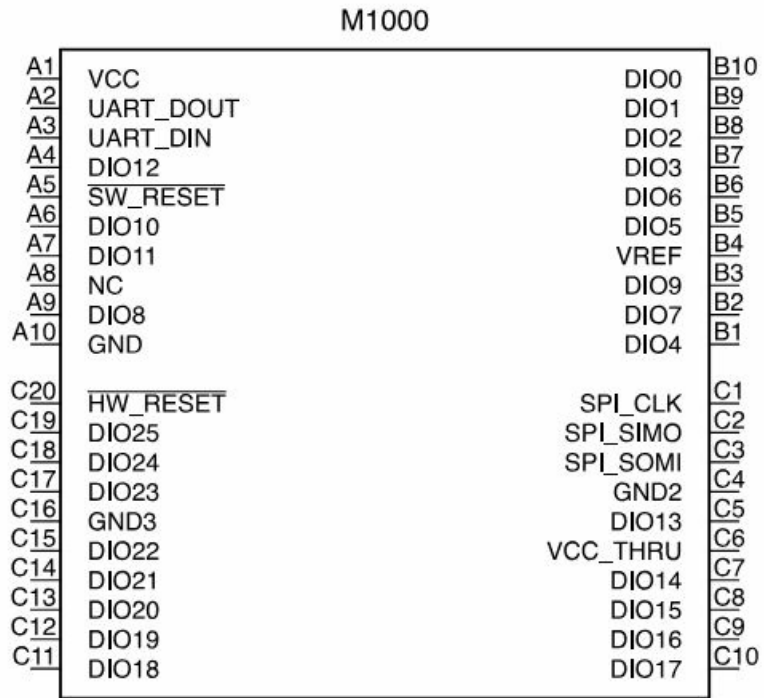 M1000
A1 VCC DIO0 B10
A2 UART_DOUT DIO1 B9
A3 UART_DIN DIO2 B8
A4 DIO12 DIO3 B7
A5 SW_RESET DIO6 B6
A6 DIO10 DIO5 B5
A7 DIO11 VREF B4
A8 NC DIO9 B3
A9 DIO8 DIO7 B2
A10 GND DIO4 B1
C20 HW_RESET SPI_CLK C1
C19 DIO25 SPI_SIMO C2
C18 DIO24 SPI_SOMI C3
C17 DIO23 GND2 C4
C16 GND3 DIO13 C5
C15 DIO22 VCC_THRU C6
C14 DIO21 DIO14 C7
C13 DIO20 DIO15 C8
C12 DIO19 DIO16 C9
C11 DIO18 DIO17 C10